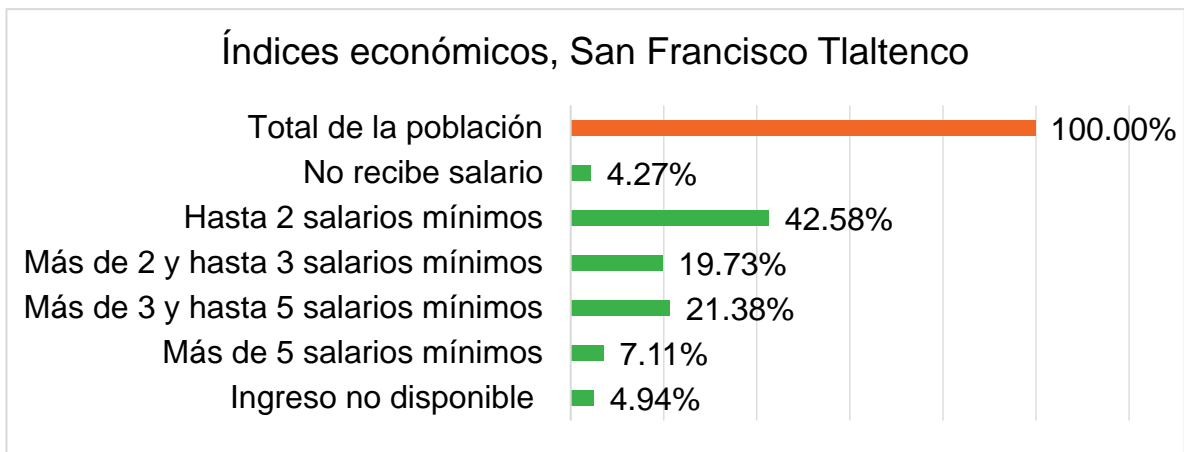 Índices económicos, San Francisco Tlaltenco
Total de la población 100.00%
No recibe salario 4.27%
Hasta 2 salarios mínimos 42.58%
Más de 2 y hasta 3 salarios mínimos 19.73%
Más de 3 y hasta 5 salarios mínimos 21.38%
Más de 5 salarios mínimos 7.11%
Ingreso no disponible 4.94%